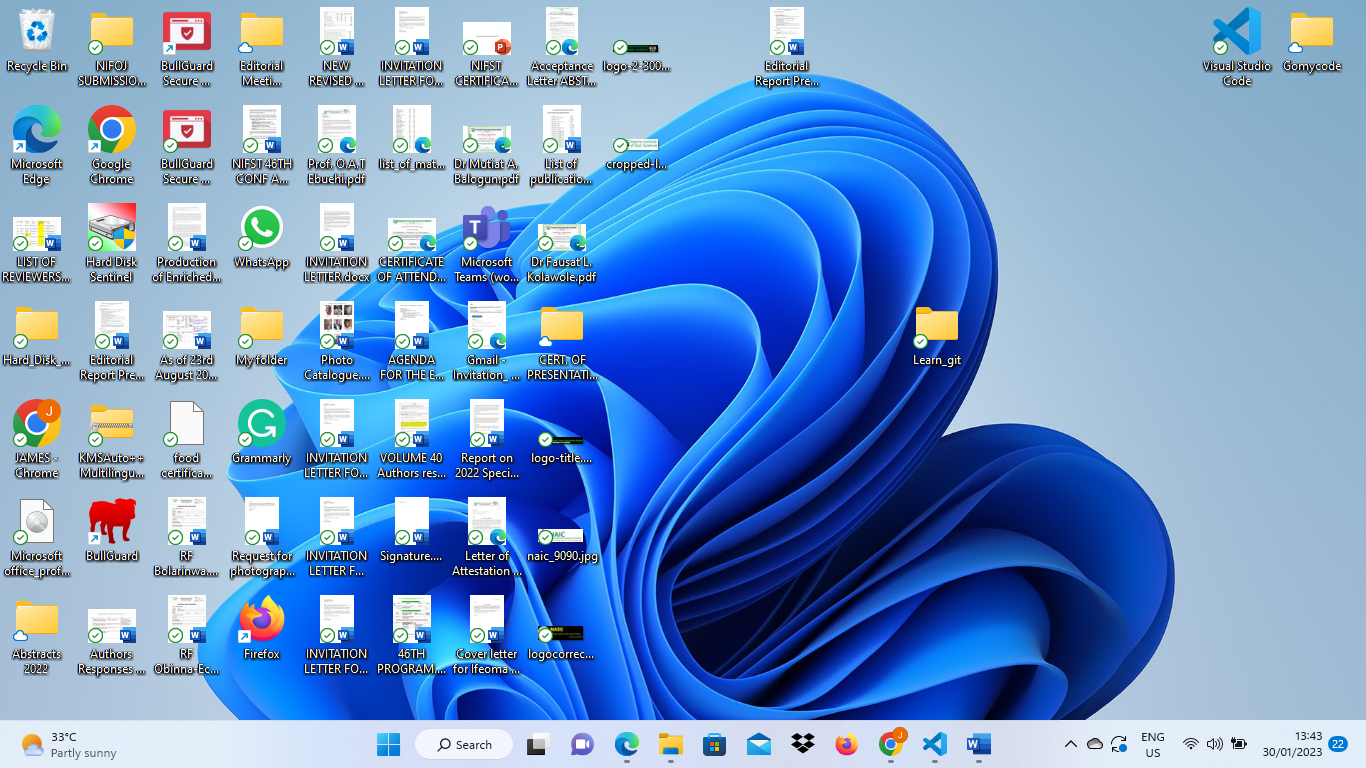 Recycle Bin
NIFOJ
SUBMISSIO...
BullGuard
Secure ...
Editorial
Meeti...
NEW
REVISED ...
INVITATION
LETTER FO...
NIFST
CERTIFICA...
Acceptance
Letter ABST...
logo-2-300...
Editorial
Report Pre...
Visual Studio
Code
Gomycode
Microsoft
Edge
Google
Chrome
BullGuard
Secure ...
NIFST 46TH
CONF A...
Prof. O.A.T
Ebuehi.pdf
list_of_mat...
Dr Mutiat A.
Balogun.pdf
List of
publicatio...
cropped-l...
LIST OF
REVIEWERS...
Hard Disk
Sentinel
Production
of Enriched...
WhatsApp
INVITATION
LETTER.docx
CERTIFICATE
OF ATTEND...
Microsoft
Teams (wo...
Dr Fausat L.
Kolawole.pdf
Hard_Disk_...
Editorial
Report Pre...
As of 23rd
August 20...
My folder
Photo
Catalogue....
AGENDA
FOR THE E...
Gmail -
Invitation_ ...
CERT. OF
PRESENTATI...
Learn_git
JAMES -
Chrome
KMSAuto++
Multilingu...
food
certifica...
Grammarly
INVITATION
LETTER FO...
VOLUME 40
Authors res...
Report on
2022 Speci...
logo-title....
Microsoft
office_prof...
BullGuard
RF
Bolarinwa....
Request for
photograp...
INVITATION
LETTER F...
Signature....
Letter of
Attestation ...
NAIC
naic_9090.jpg
Abstracts
2022
Authors
Responses ...
RF
Obinna-Ec...
Firefox
INVITATION
LETTER FO...
46TH
PROGRAM....
Cover letter
for Ifeoma ...
logocorrec...
33°C
Partly sunny
Search
J
ENG
US
13:43
30/01/2023
22